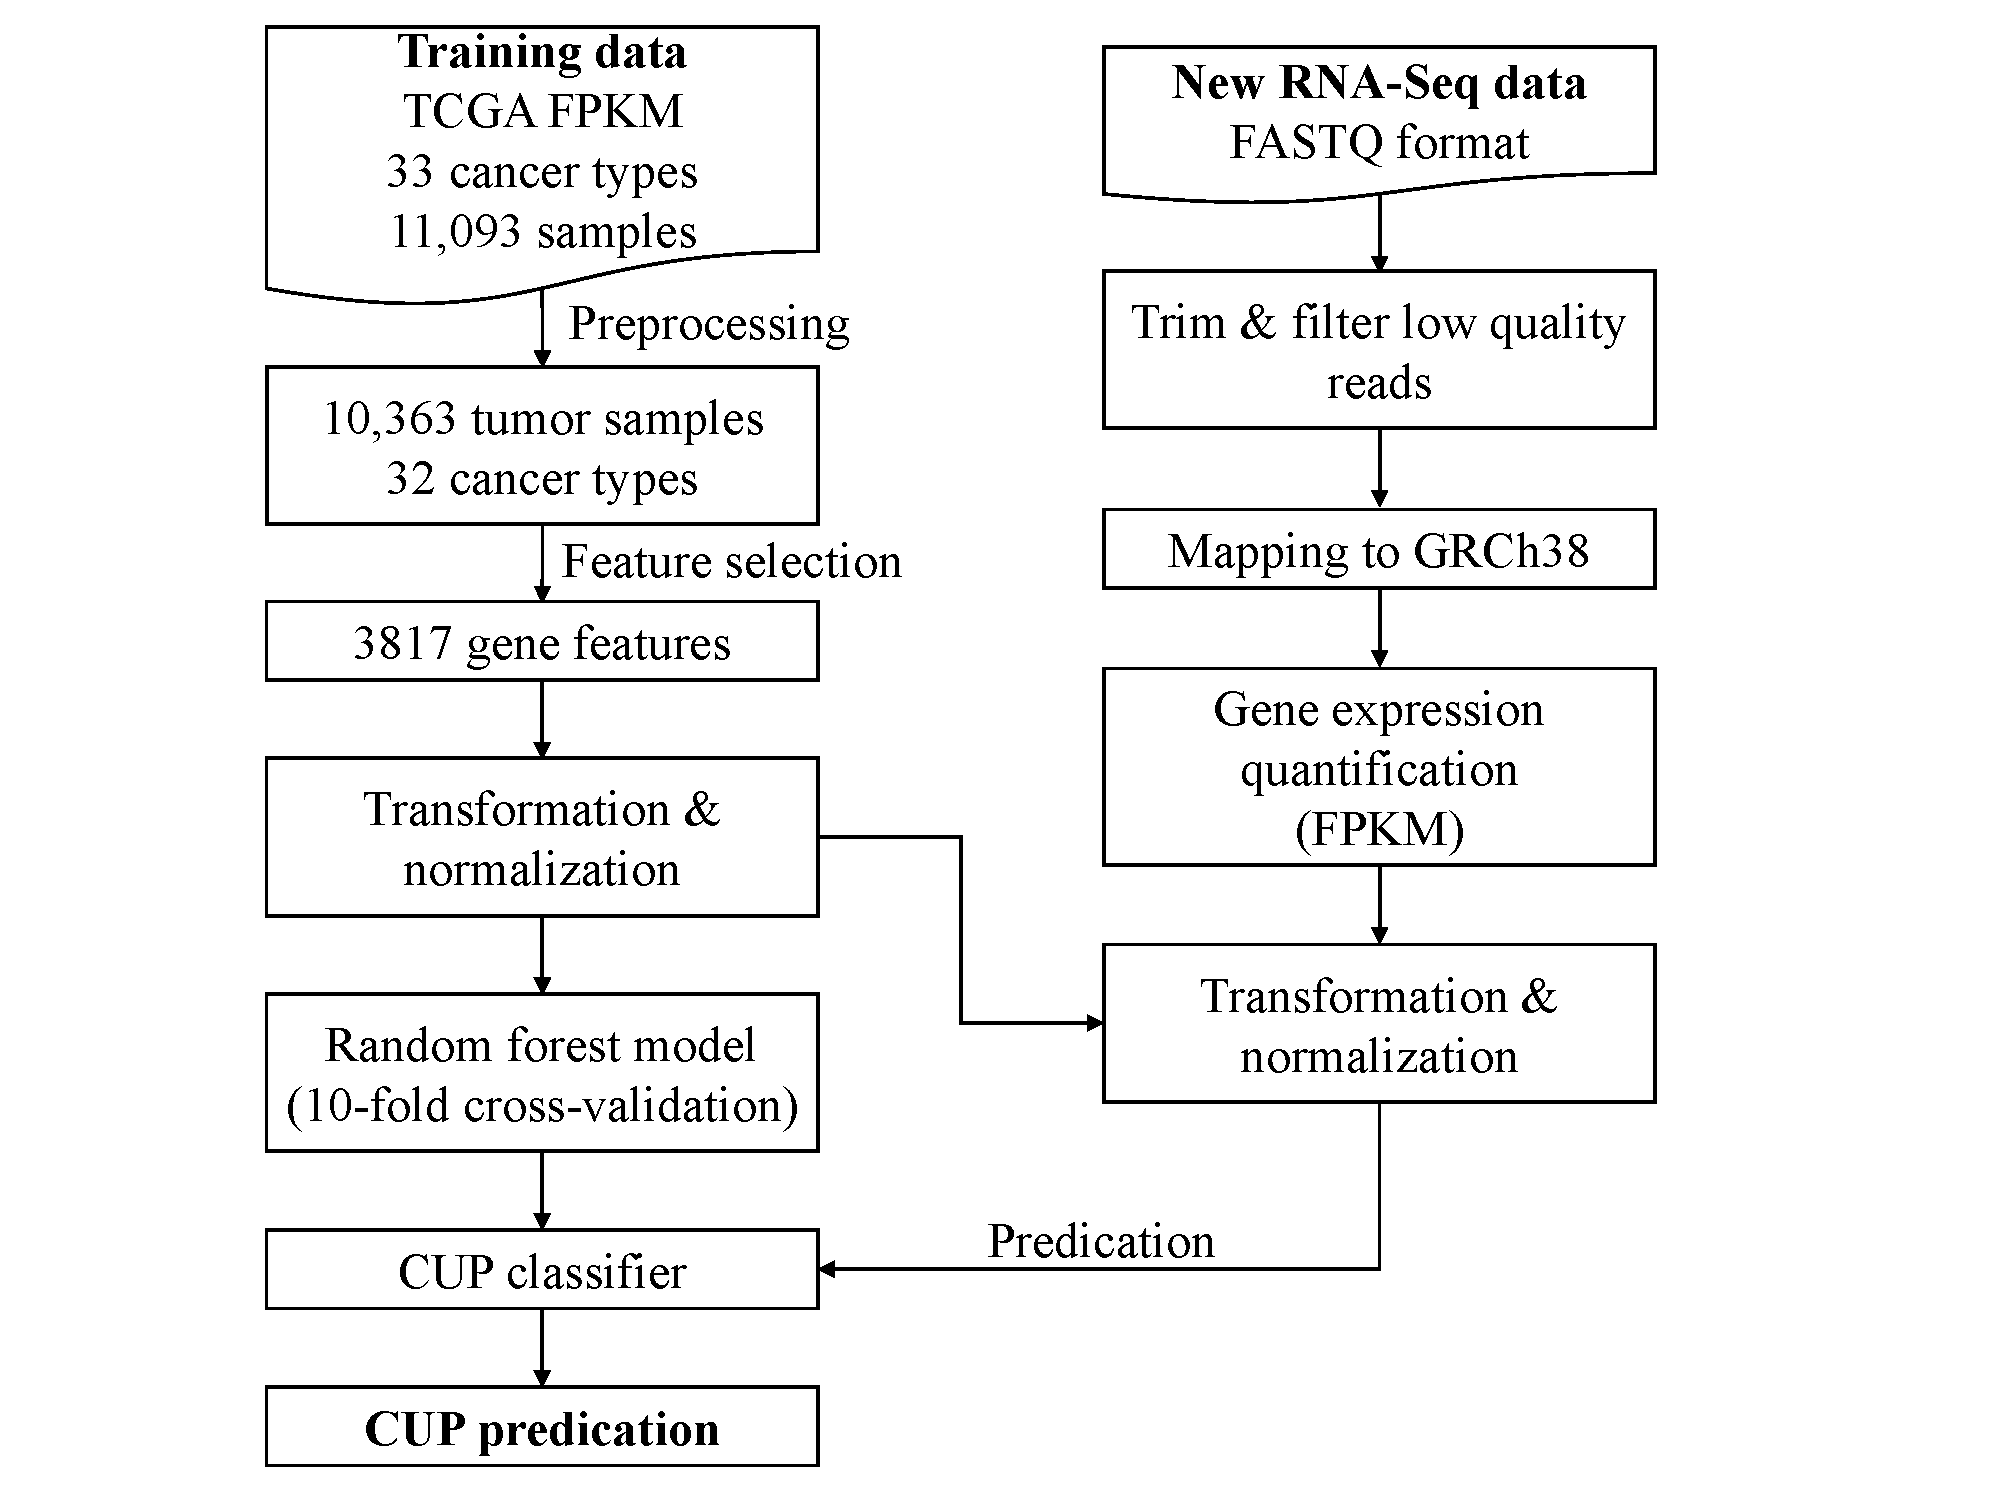 Training data
TCGA FPKM
33 cancer types
11,093 samples
Preprocessing
10,363 tumor samples
32 cancer types
Feature selection
3817 gene features
Transformation &
normalization
Random forest model
(10-fold cross-validation)
CUP classifier
CUP predication
New RNA-Seq data
FASTQ format
Trim & filter low quality
reads
Mapping to GRCh38
Gene expression
quantification
(FPKM)
Transformation &
normalization
Predication